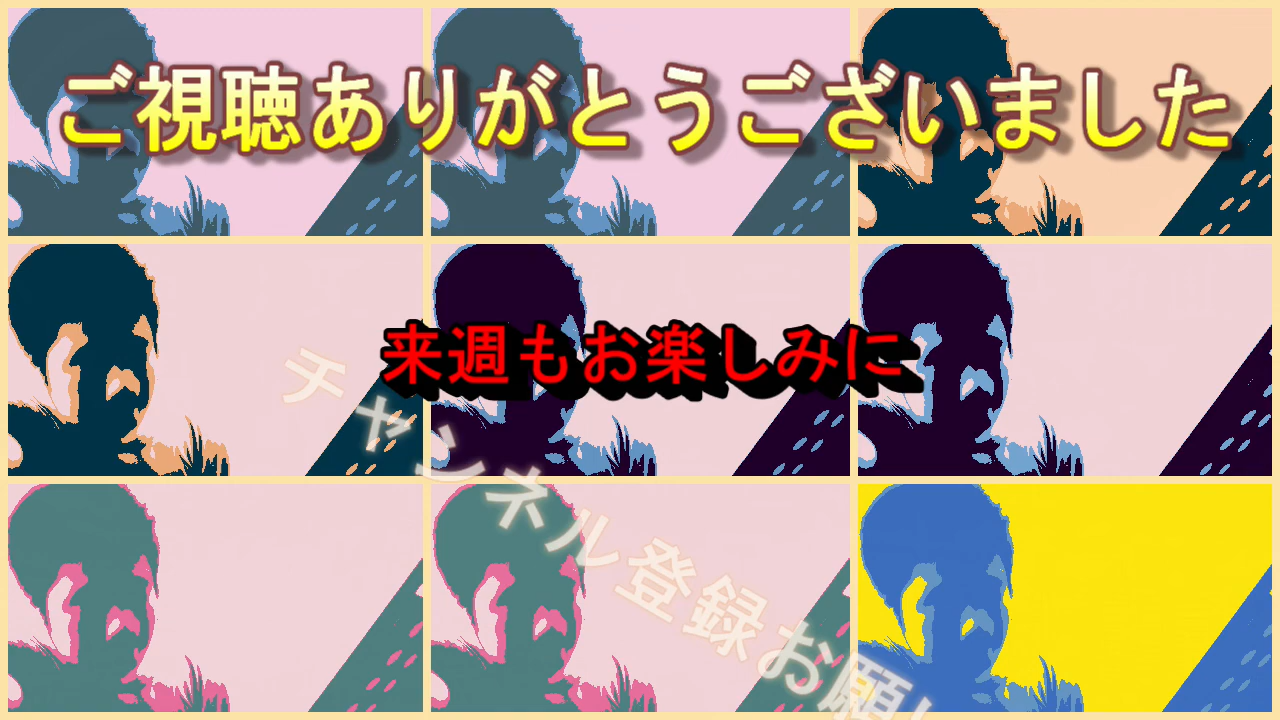 ご視聴ありがとうございました
来週もお楽しみに
チャンネル登録お願い